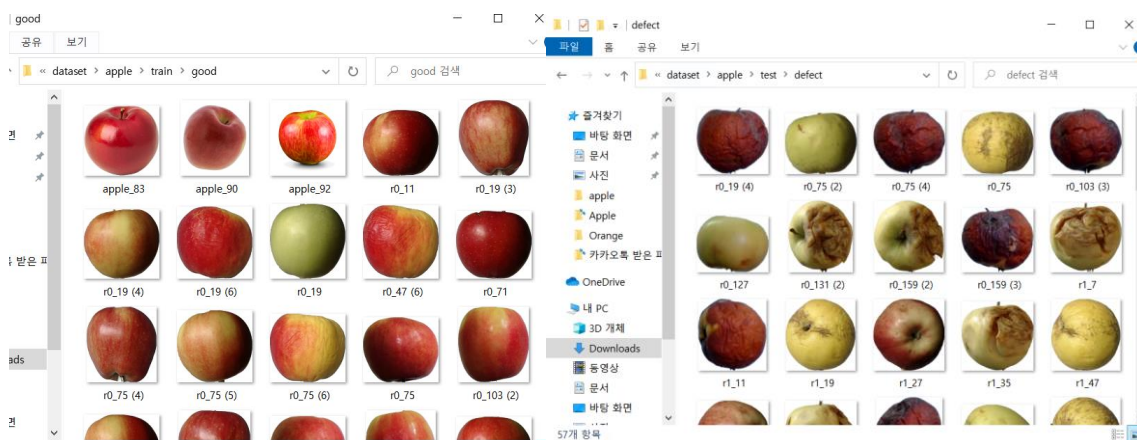 good
공유 보기
« dataset › apple › train › good
good 검색
면
apple_83 apple_90 apple_92 r0_11 r0_19 (3)
r0_19 (4) r0_19 (6) r0_19 r0_47 (6) r0_71
받은 파
r0_75 (4) r0_75 (5) r0_75 (6) r0_75 r0_103 (2)
ads
면
defect
파일 홈 공유 보기
« dataset › apple › test › defect
defect 검색
즐겨찾기
바탕 화면
문서
사진
apple
Apple
Orange
카카오톡 받은 파
OneDrive
내 PC
3D 개체
Downloads
동영상
문서
바탕 화면
r0_19 (4) r0_75 (2) r0_75 (4) r0_75 r0_103 (3)
r0_127 r0_131 (2) r0_159 (2) r0_159 (3) r1_7
r1_11 r1_19 r1_27 r1_35 r1_47
57개 항목